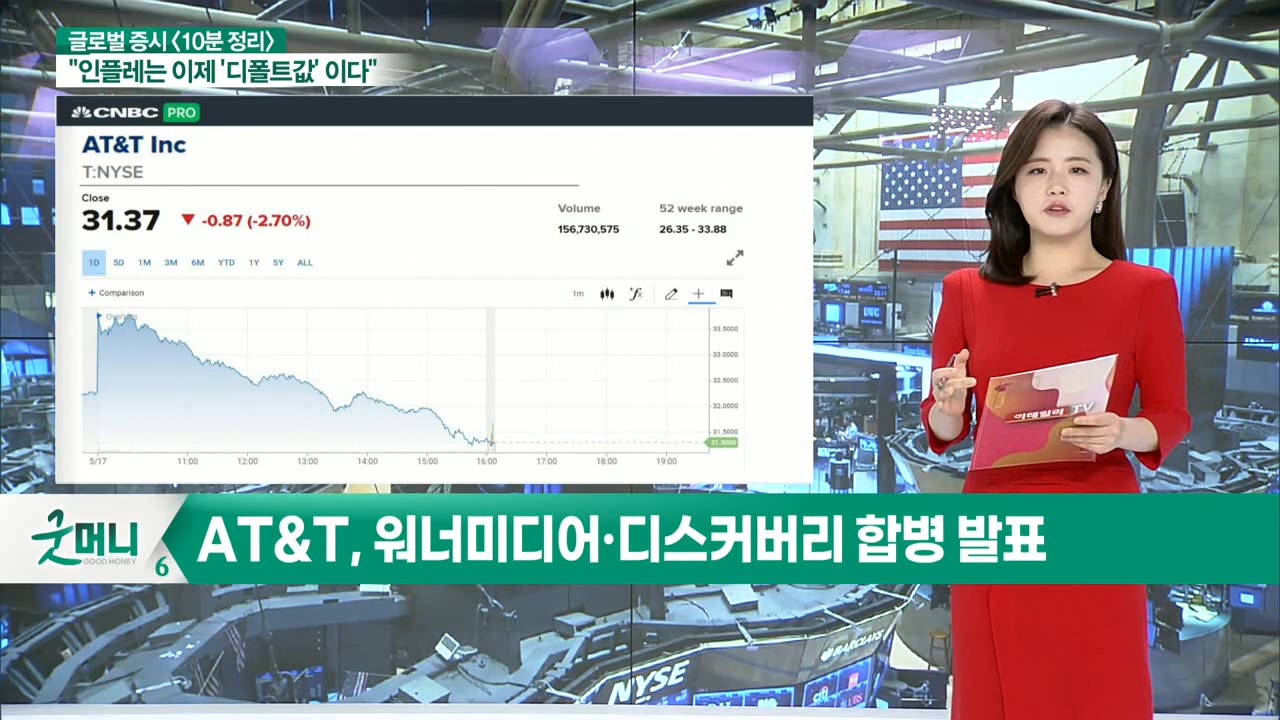 글로벌 증시 <10분 정리>
"인플레는 이제 '디폴트값' 이다"
CNBC PRO
AT&T Inc
T:NYSE
Close
31.37 ▼ -0.87 (-2.70%)
Volume
156,730,575
52 week range
26.35 - 33.88
1D 5D 1M 3M 6M YTD 1Y 5Y ALL
+ Comparison
1m
33.5000
33.0000
32.5000
32.0000
31.5000
31.3000
5/17 11:00 12:00 13:00 14:00 15:00 16:00 17:00 18:00 19:00
이데일리 TV
굿머니
GOOD MONEY
6
AT&T, 워너미디어·디스커버리 합병 발표
NYSE
BARCLAYS
citi
UBS